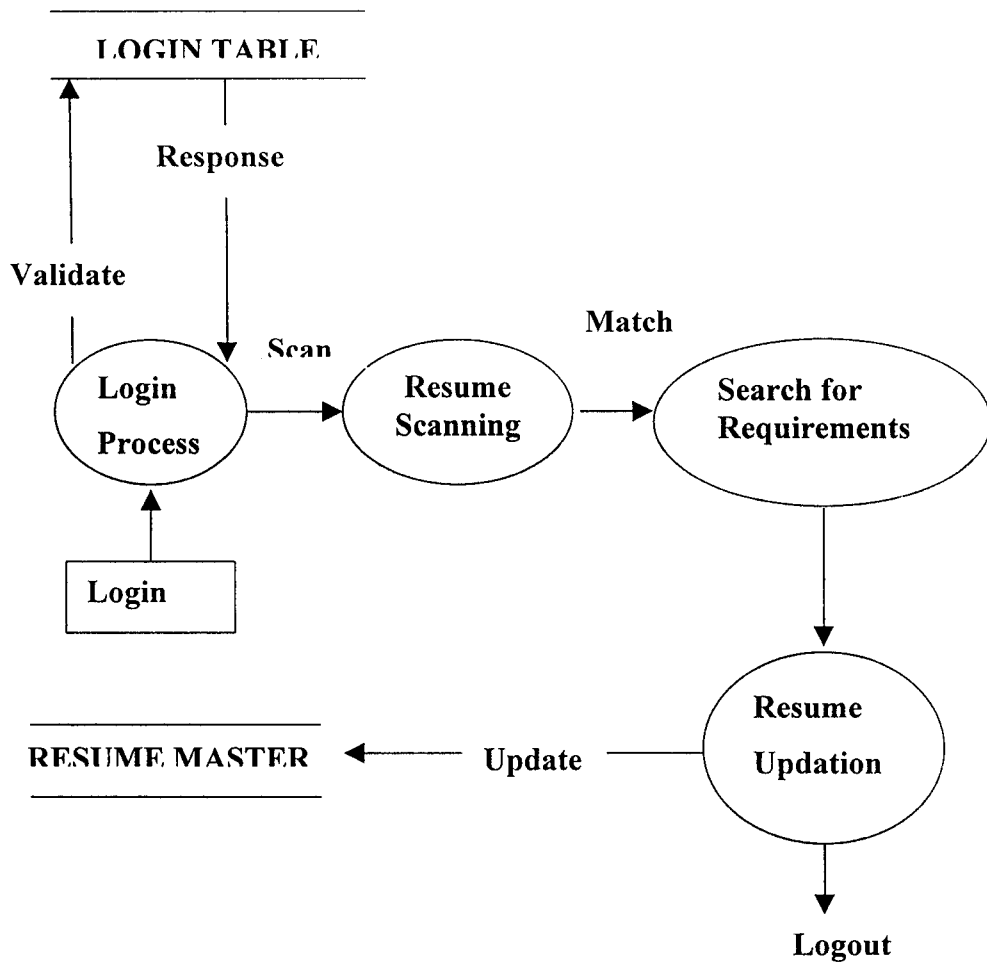 LOGIN TABLE
Response
Validate
Match
Scan
Login
Process
Resume
Scanning
Search for
Requirements
Login
Resume
Updation
RESUME MASTER
Update
Logout